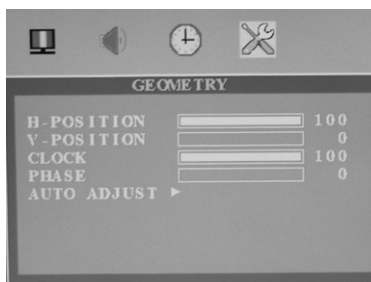 GEOMETRY
H-POSITION 100
V-POSITION 0
CLOCK 100
PHASE 0
AUTO ADJUST